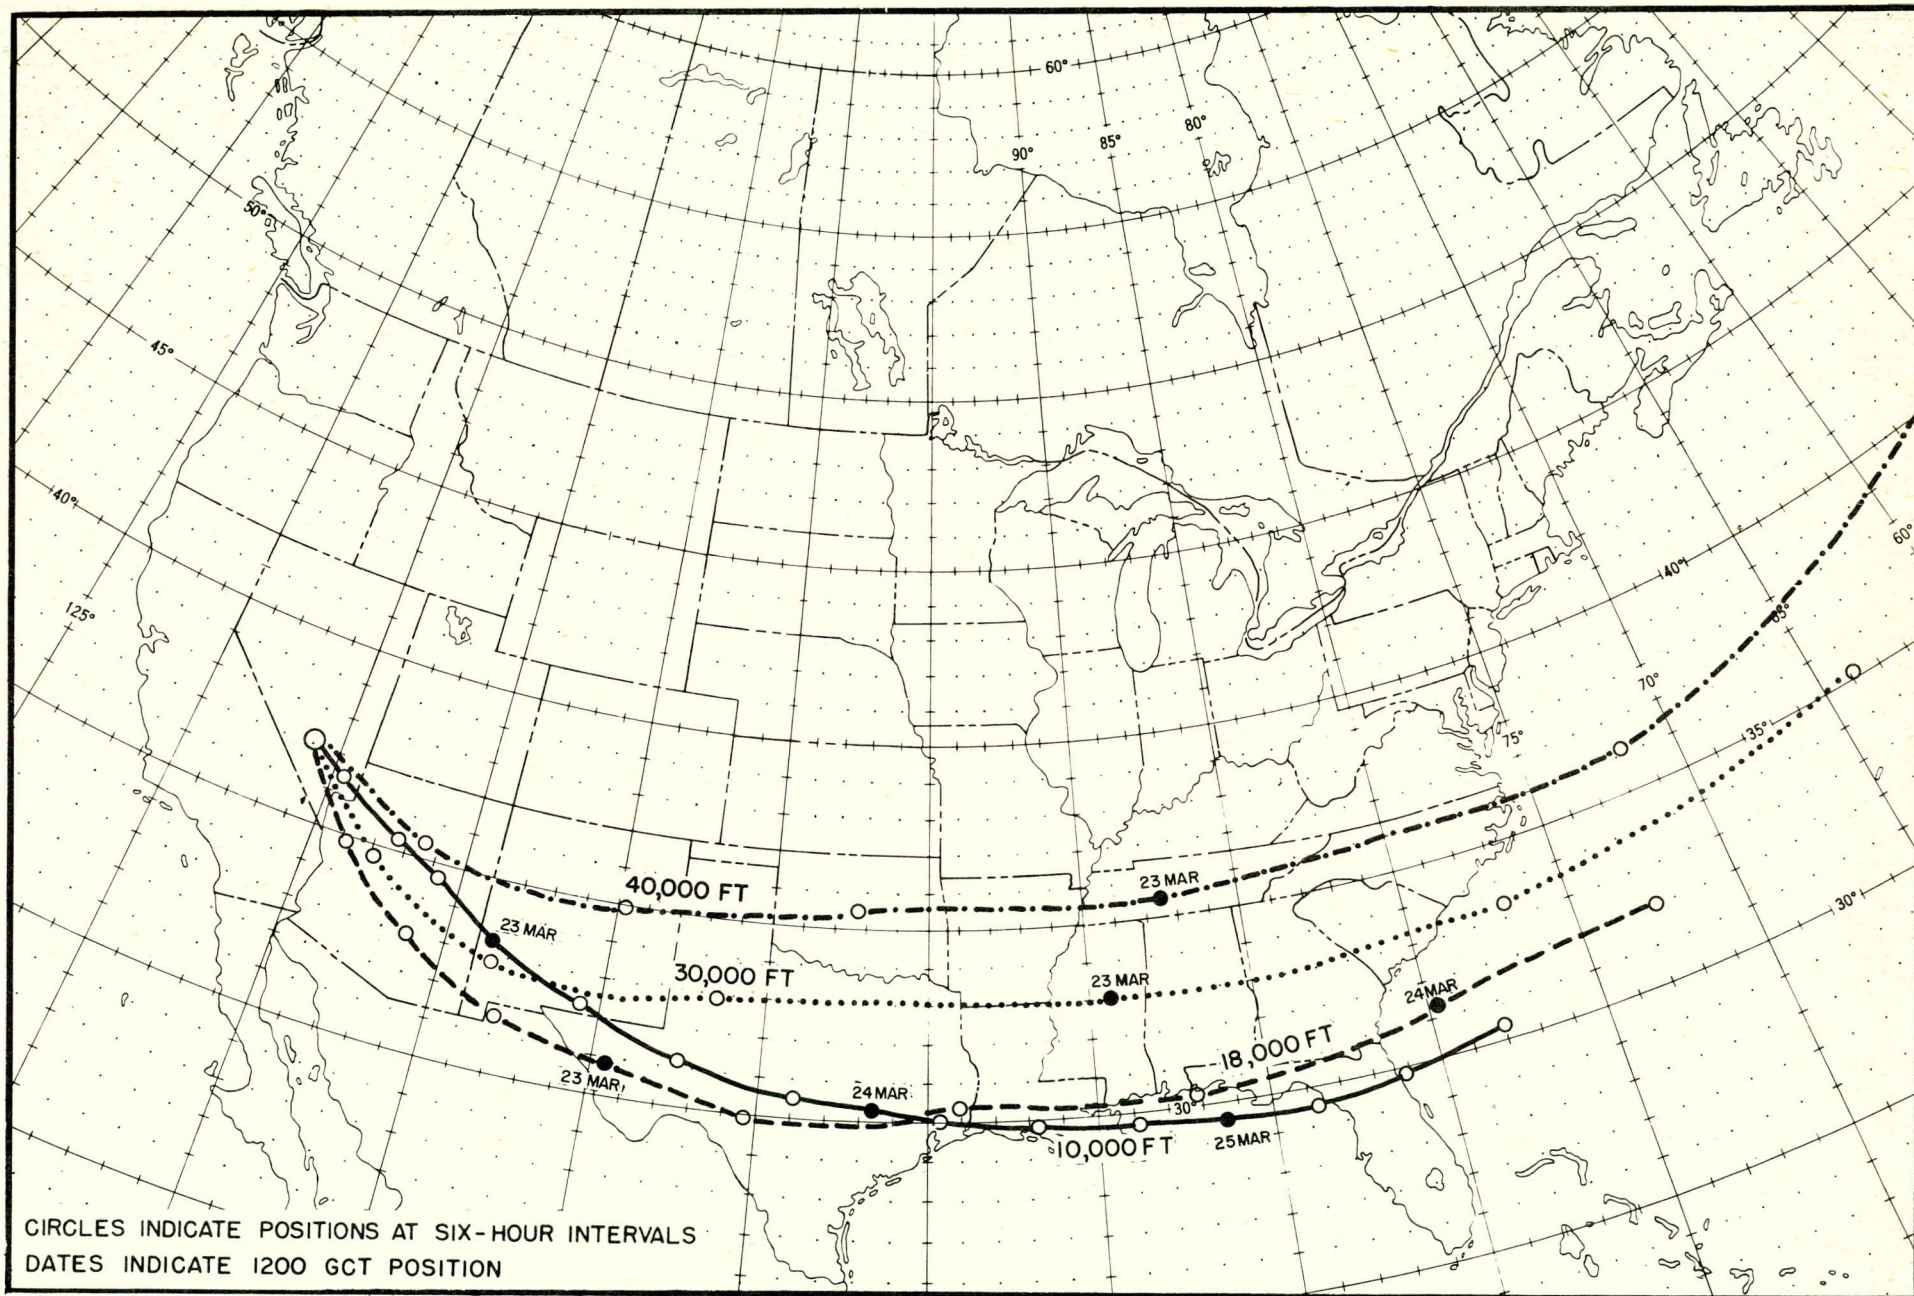 60°
80°
85°
90°
50°
45°
40°
60°
40°
125°
65°
70°
75°
35°
40,000 FT
23 MAR
30°
23 MAR
30,000 FT
23 MAR
24 MAR
18,000 FT
23 MAR
24 MAR
30°
10,000 FT
25 MAR
CIRCLES INDICATE POSITIONS AT SIX-HOUR INTERVALS
DATES INDICATE 1200 GCT POSITION